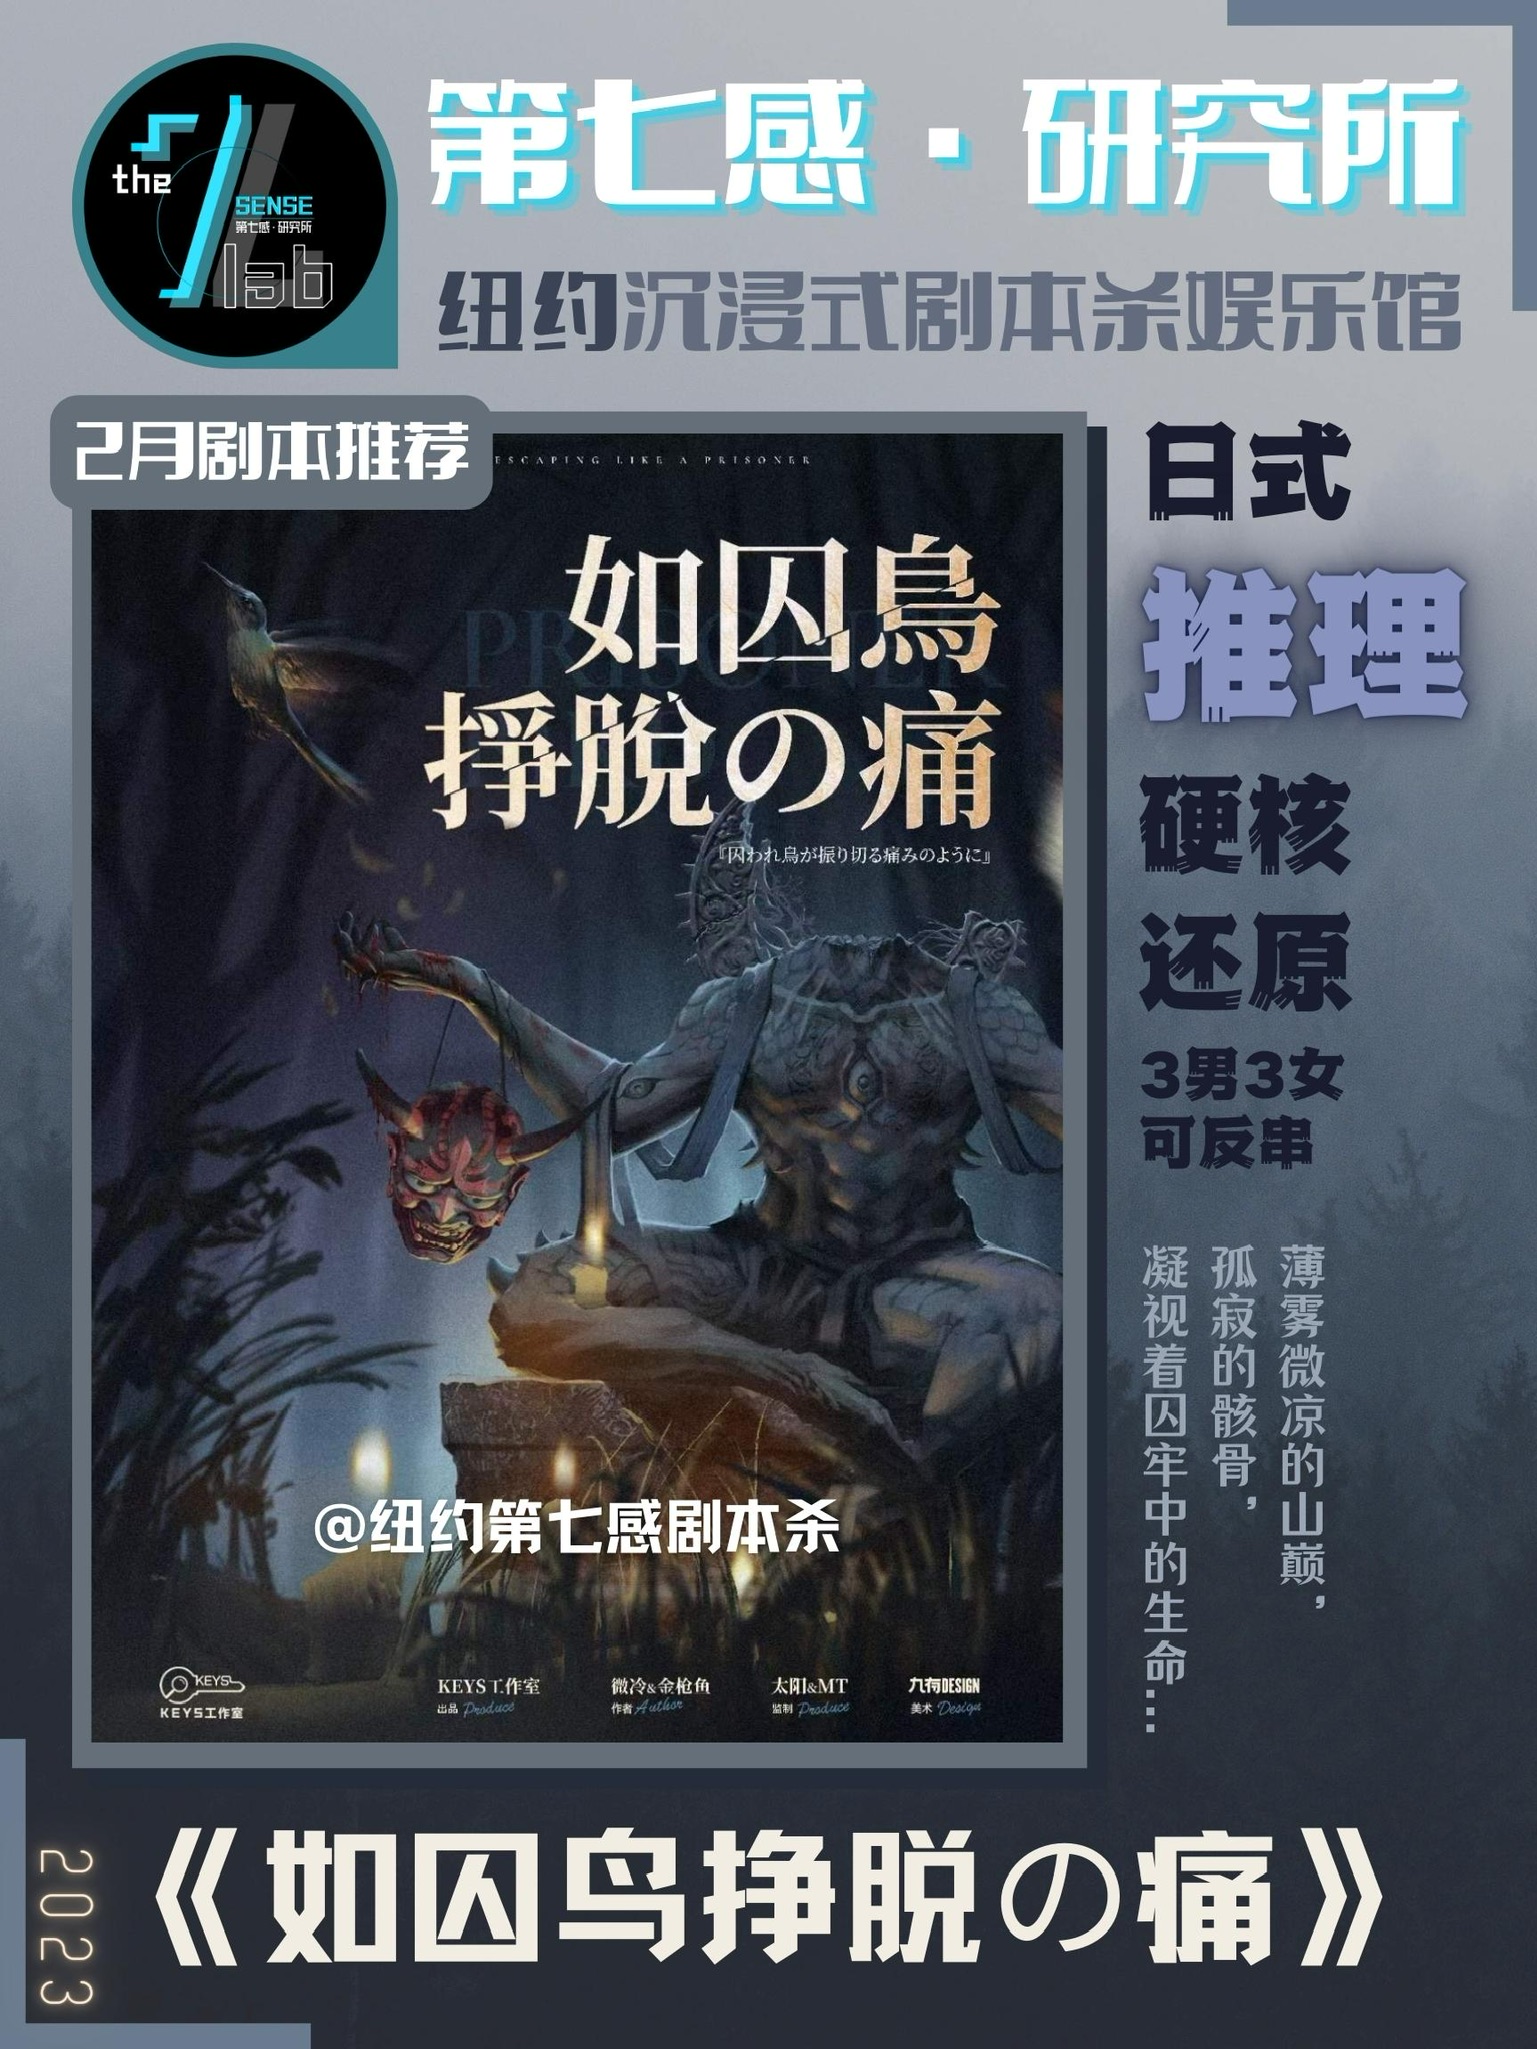 the
SENSE
第七感·研究所
lab
第七感·研究所
纽约沉浸式剧本杀娱乐馆
2月剧本推荐
ESCAPING LIKE A PRISONER
PRISONER
如囚鳥
掙脫の痛
『囚われ鳥が振り切る痛みのように』
日式
推理
硬核
还原
3男3女
可反串
薄雾微凉的山巅，
孤寂的骸骨，
凝视着囚牢中的生命…
@纽约第七感剧本杀
KEYS
KEYS工作室
KEYS工作室
出品 Produce
微冷&金枪鱼
作者 Author
太阳&MT
监制 Produce
九有DESIGN
美术 Design
《如囚鸟挣脱の痛》
2023